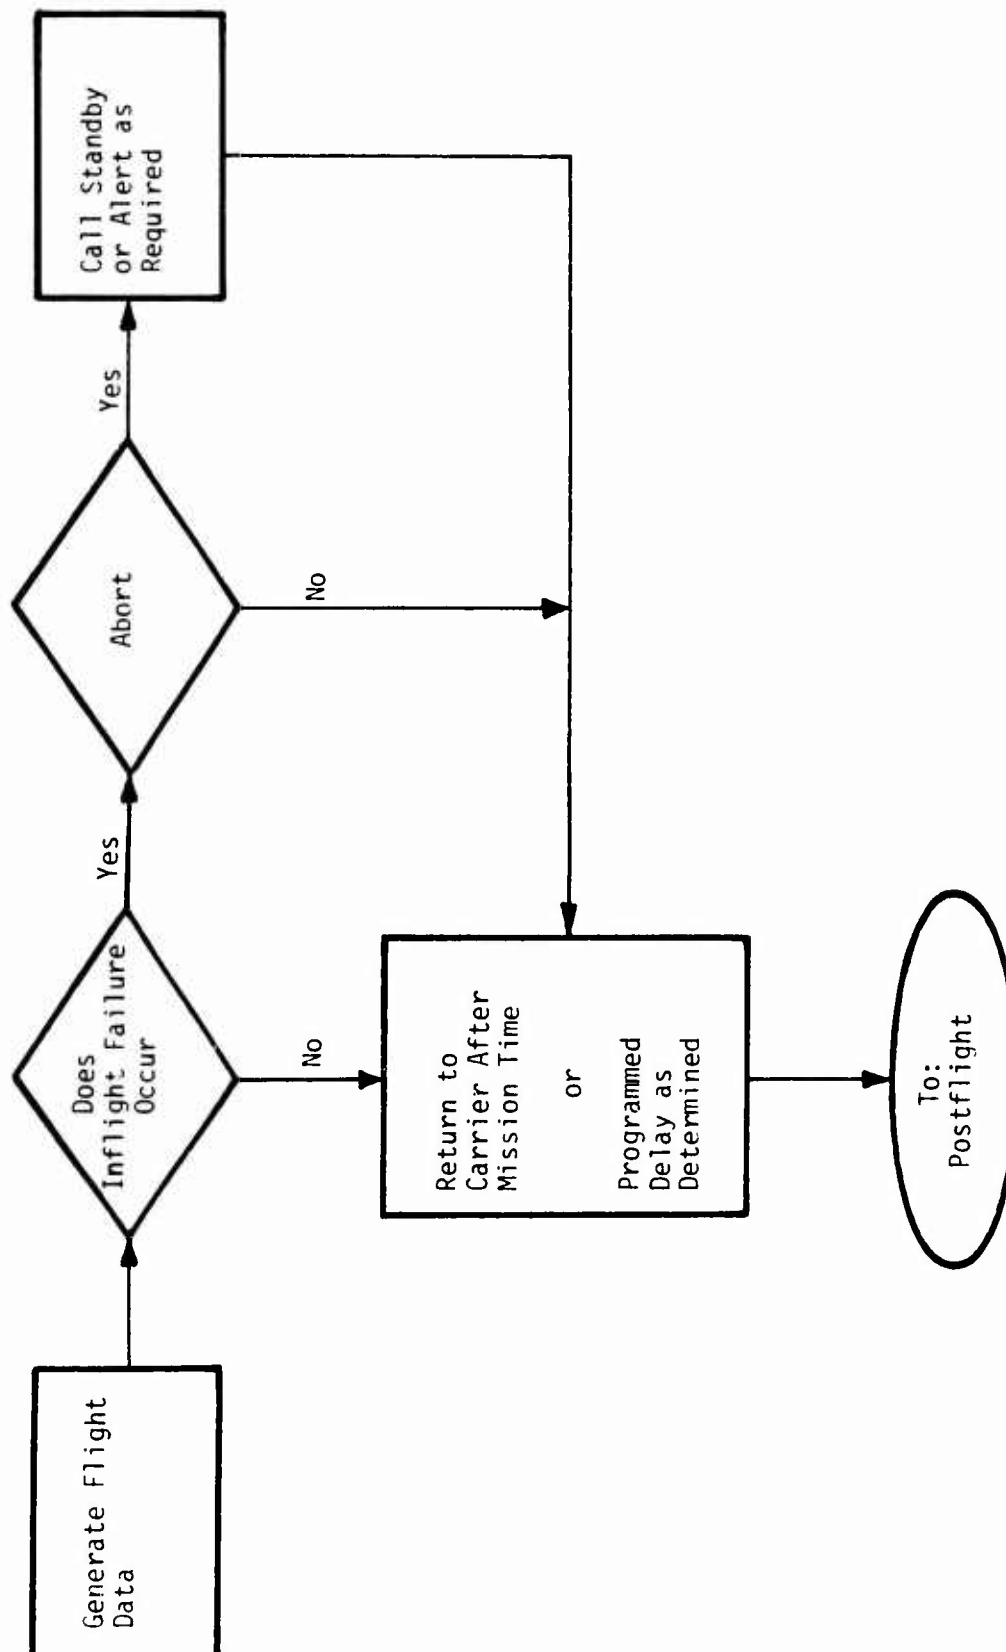 Generate Flight
Data
Does
Inflight Failure
Occur
Yes
No
Abort
Yes
No
Call Standby
or Alert as
Required
Return to
Carrier After
Mission Time
or
Programmed
Delay as
Determined
To:
Postflight